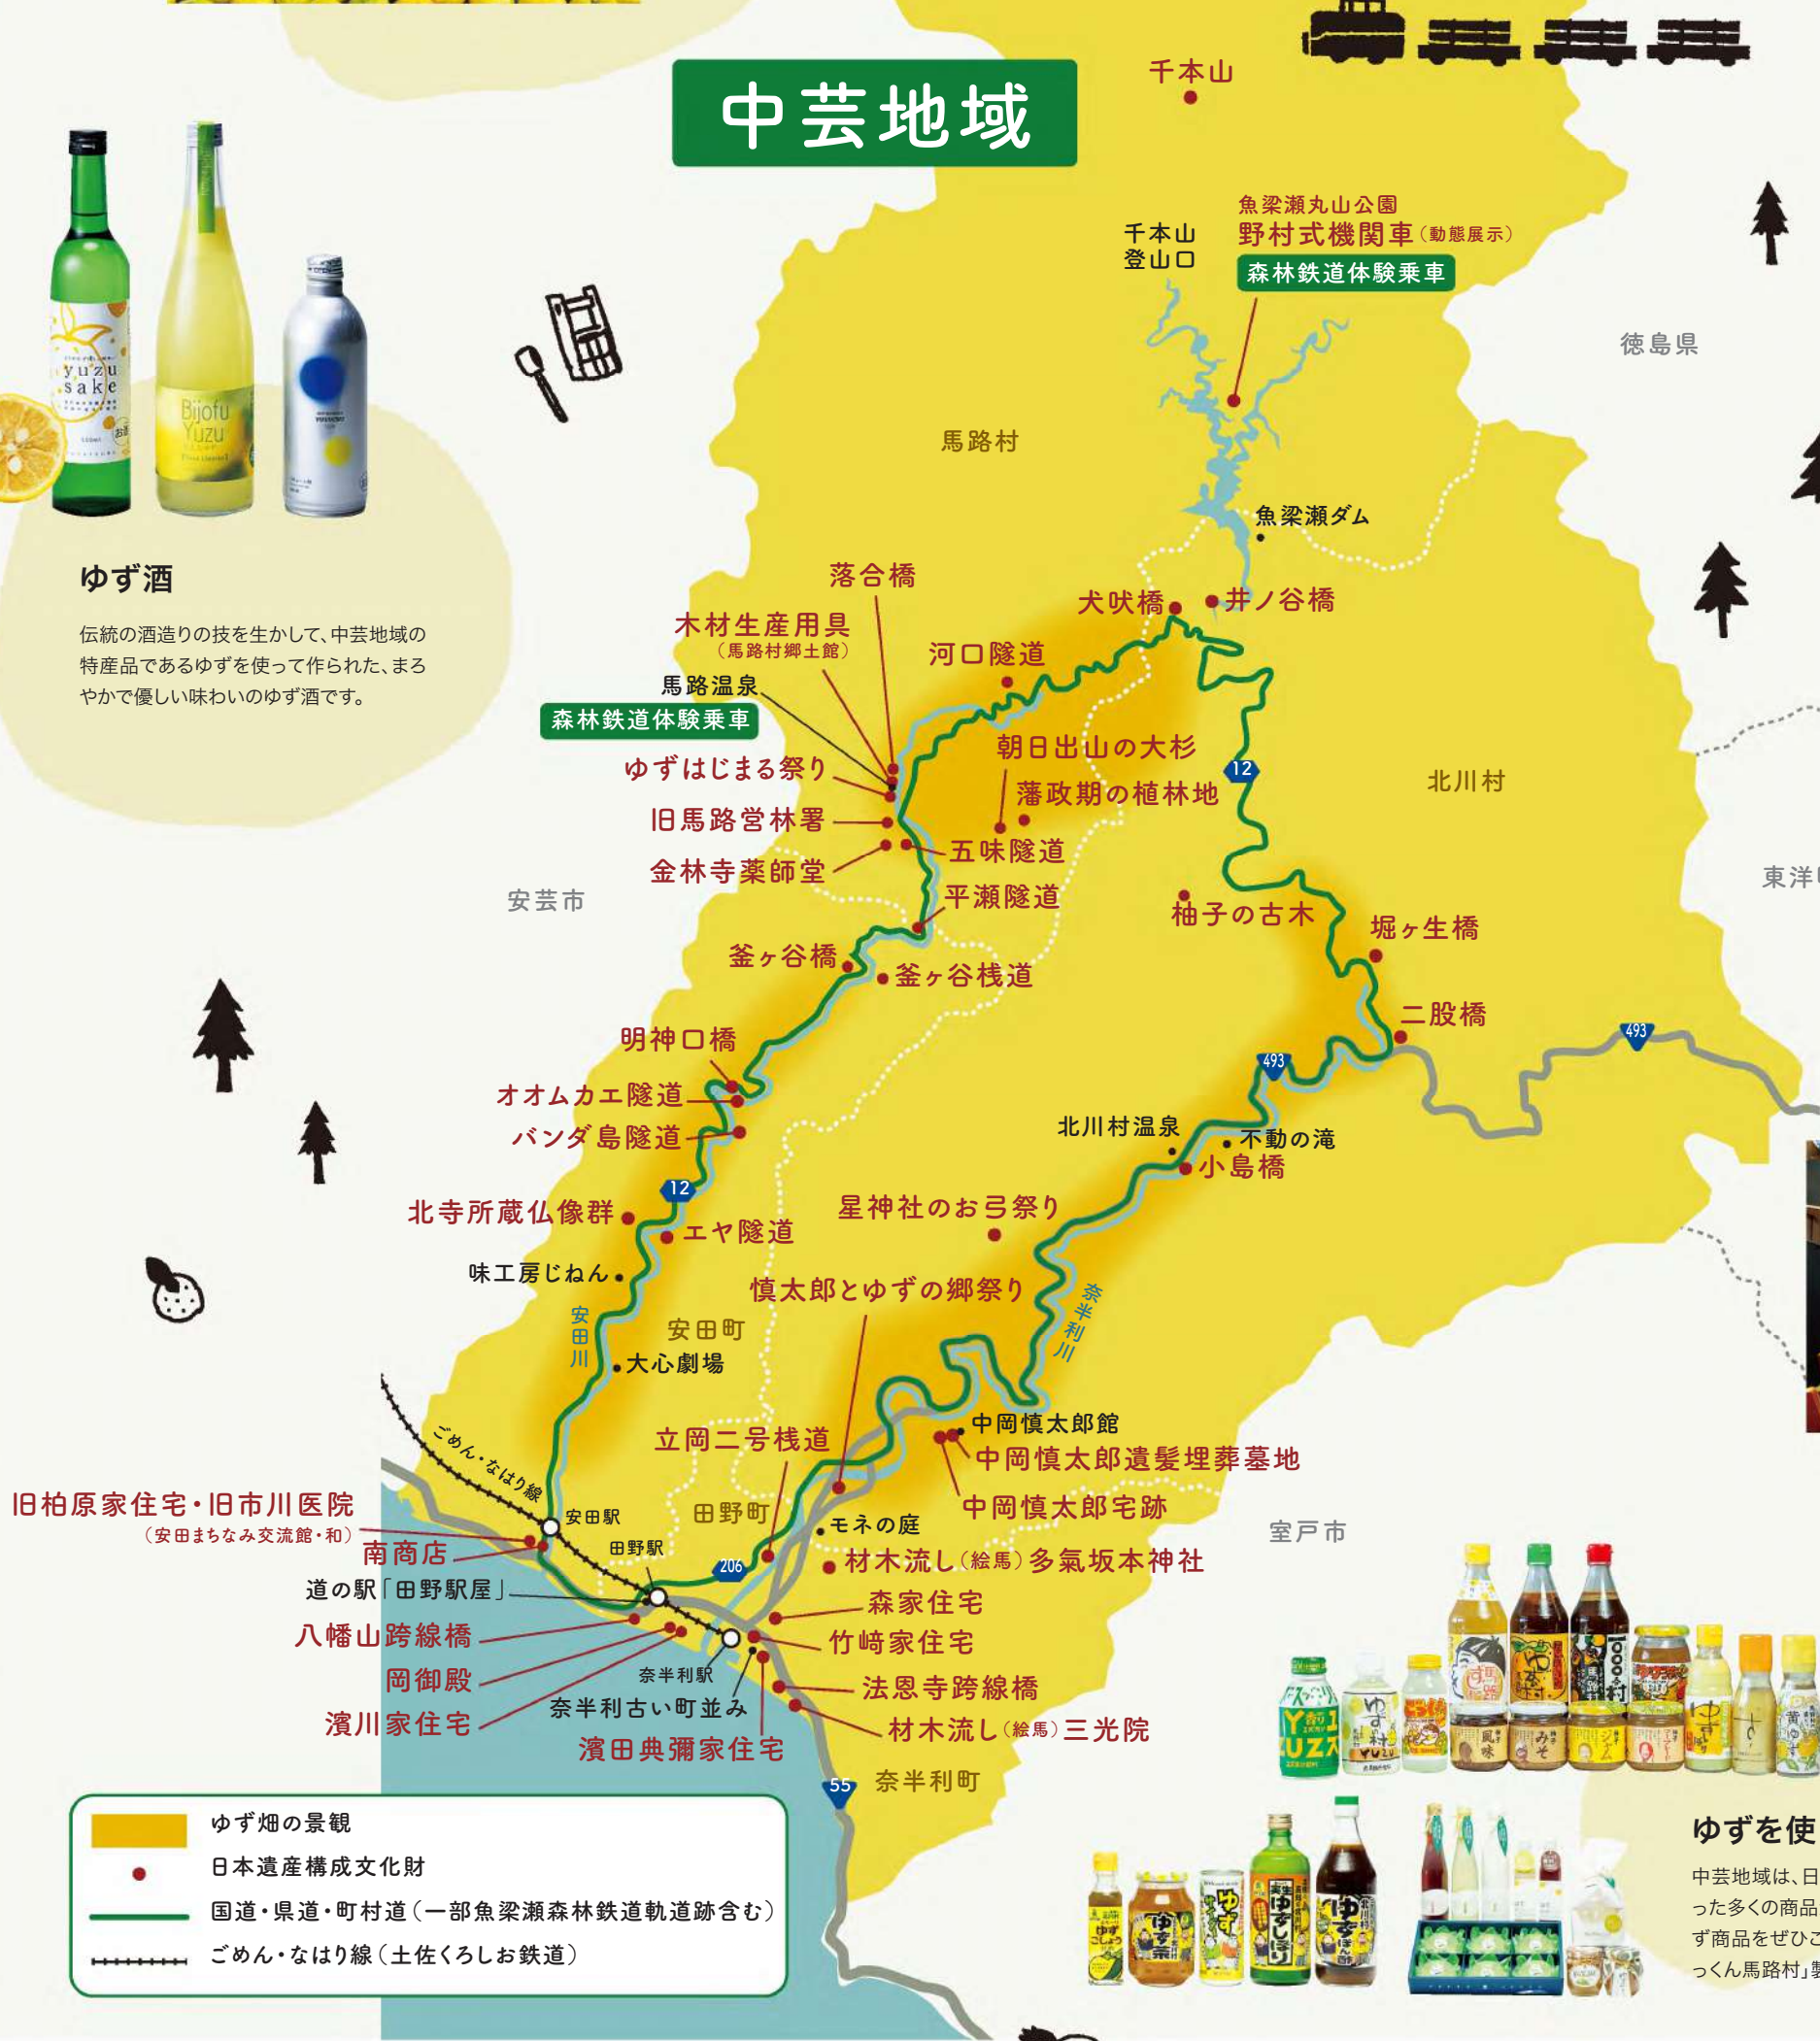 中芸地域
千本山
魚梁瀬丸山公園
野村式機関車（動態展示）
森林鉄道体験乗車
千本山
登山口
徳島県
馬路村
魚梁瀬ダム
yuzu
sake
Bijofu
Yuzu
ゆず酒
伝統の酒造りの技を生かして、中芸地域の
特産品であるゆずを使って作られた、まろ
やかで優しい味わいのゆず酒です。
落合橋
木材生産用具
（馬路村郷土館）
馬路温泉
森林鉄道体験乗車
ゆずはじまる祭り
旧馬路営林署
金林寺薬師堂
犬吠橋
井ノ谷橋
河口隧道
朝日出山の大杉
藩政期の植林地
五味隧道
平瀬隧道
12
北川村
安芸市
東洋
柚子の古木
堀ヶ生橋
釜ヶ谷橋
釜ヶ谷桟道
二股橋
493
493
明神口橋
オオムカエ隧道
バンダ島隧道
12
北川村温泉
不動の滝
小島橋
北寺所蔵仏像群
エヤ隧道
星神社のお弓祭り
味工房じねん
慎太郎とゆずの郷祭り
安田川
奈半利川
安田町
大心劇場
ごめん・なはり線
立岡二号桟道
中岡慎太郎館
中岡慎太郎遺髪埋葬墓地
中岡慎太郎宅跡
旧柏原家住宅・旧市川医院
（安田まちなみ交流館・和）
南商店
安田駅
田野町
田野駅
モネの庭
室戸市
206
材木流し（絵馬）多氣坂本神社
道の駅「田野駅屋」
森家住宅
八幡山跨線橋
竹﨑家住宅
岡御殿
奈半利駅
法恩寺跨線橋
濱川家住宅
奈半利古い町並み
材木流し（絵馬）三光院
濱田典彌家住宅
55
奈半利町
ゆず畑の景観
日本遺産構成文化財
国道・県道・町村道（一部魚梁瀬森林鉄道軌道跡含む）
ごめん・なはり線（土佐くろしお鉄道）
ゆずを使
中芸地域は、日
った多くの商品
ず商品をぜひこ
っくん馬路村」製